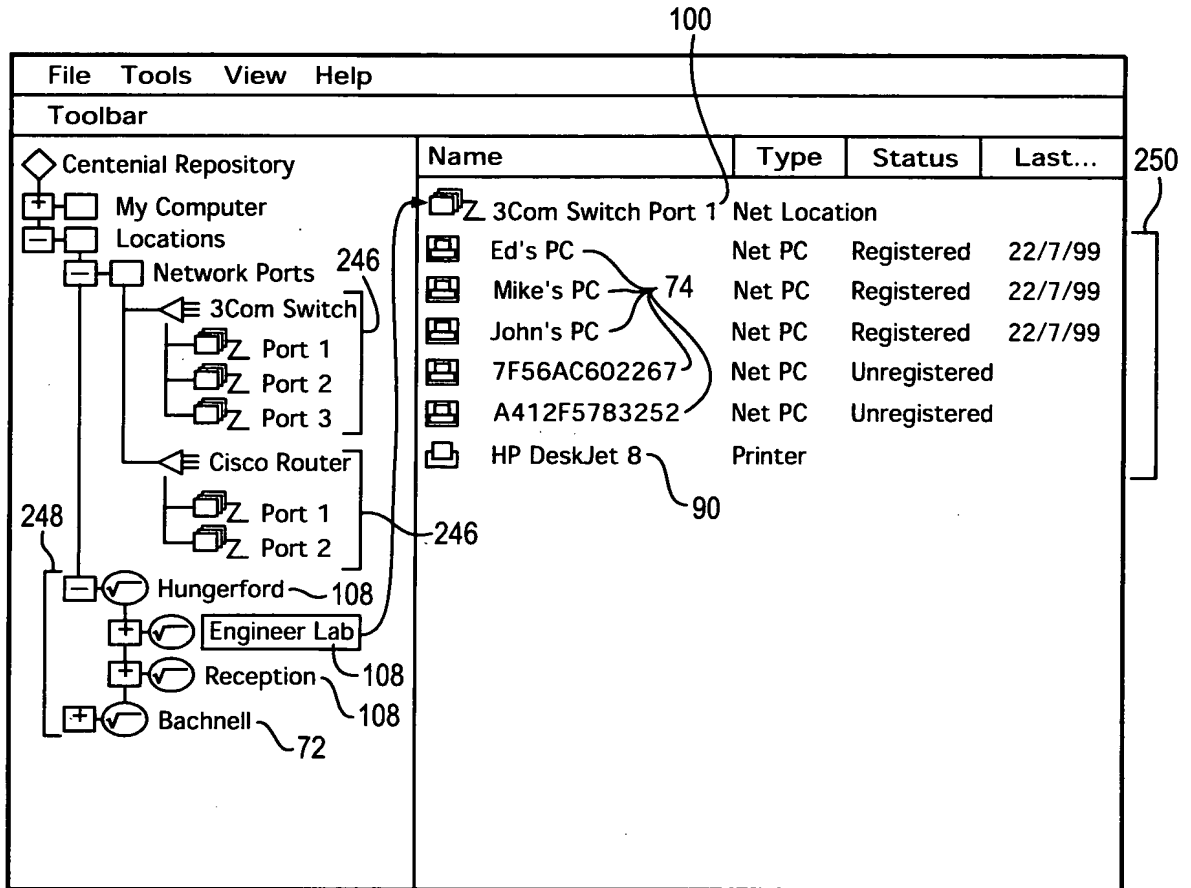 100
File Tools View Help
Toolbar
Centenial Repository
My Computer
Locations
Network Ports
246
3Com Switch
Port 1
Port 2
Port 3
Cisco Router
Port 1
Port 2
246
248
Hungerford 108
Engineer Lab
108
Reception
108
Bachnell
72
Name Type Status Last...
250
3Com Switch Port 1 Net Location
Ed's PC Net PC Registered 22/7/99
Mike's PC 74 Net PC Registered 22/7/99
John's PC Net PC Registered 22/7/99
7F56AC602267 Net PC Unregistered
A412F5783252 Net PC Unregistered
HP DeskJet 8 Printer
90